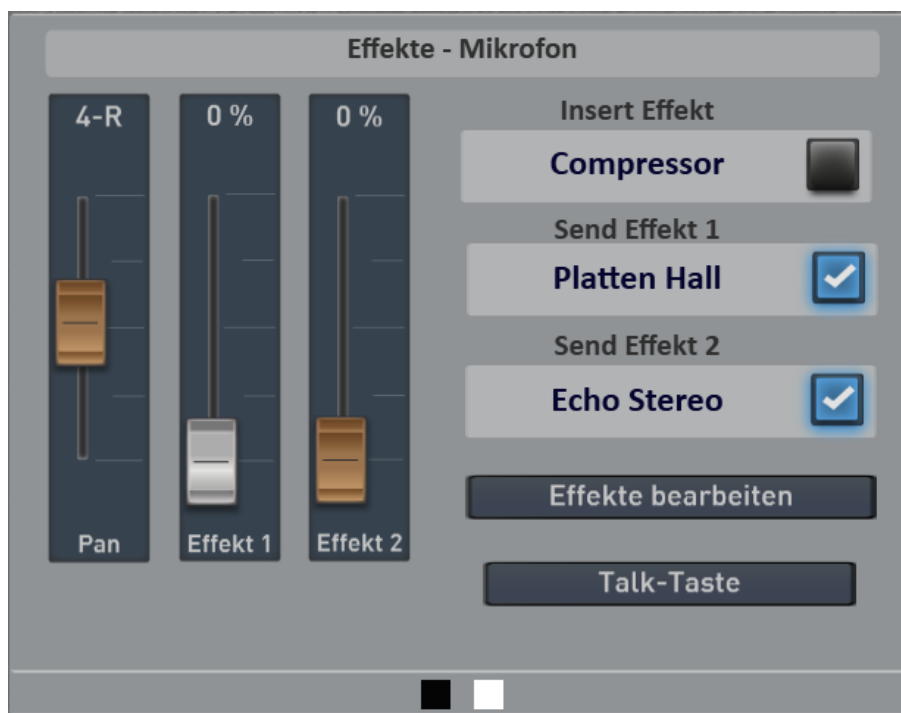 Effekte - Mikrofon
4-R
0 %
0 %
Pan
Effekt 1
Effekt 2
Insert Effekt
Compressor
Send Effekt 1
Platten Hall
Send Effekt 2
Echo Stereo
Effekte bearbeiten
Talk-Taste